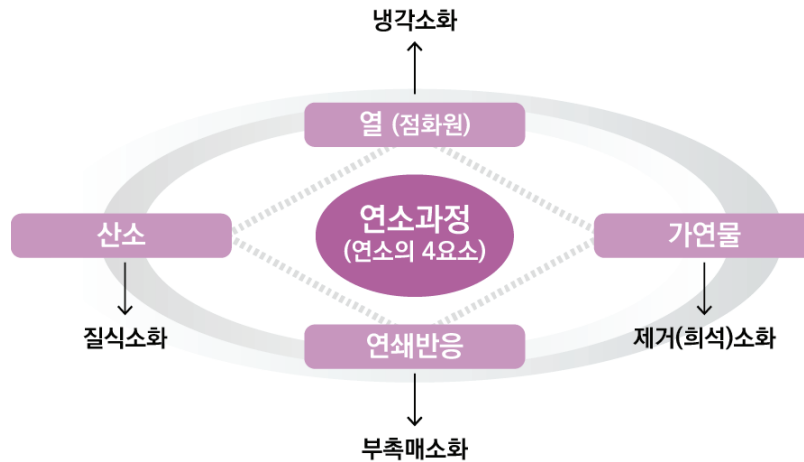 냉각소화
열 (점화원)
산소
연소과정
(연소의 4요소)
가연물
질식소화
연쇄반응
제거(희석)소화
부촉매소화